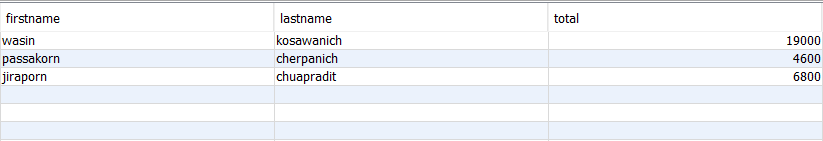 firstname lastname total
wasin kosawanich 19000
passakorn cherpanich 4600
jiraporn chuapradit 6800